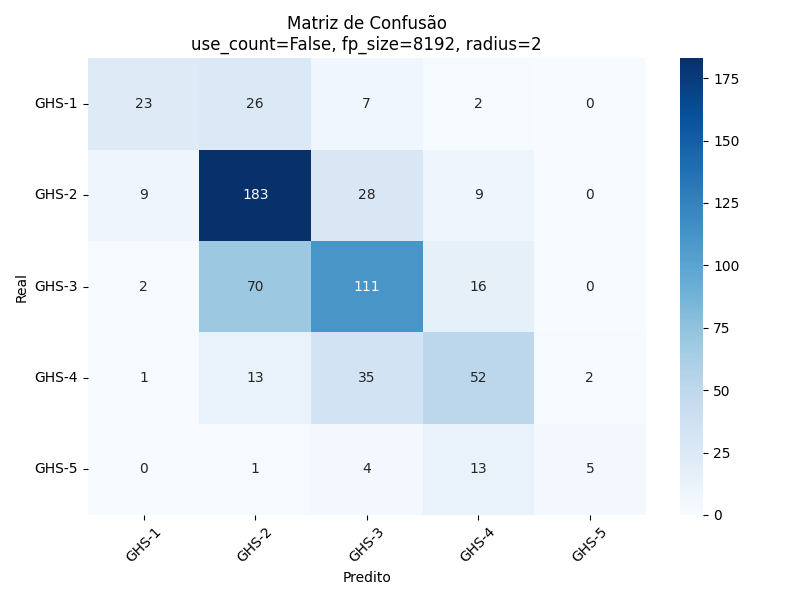 Matriz de Confusão
use_count=False, fp_size=8192, radius=2
GHS-1 23 26 7 2 0
GHS-2 9 183 28 9 0
GHS-3 2 70 111 16 0
GHS-4 1 13 35 52 2
GHS-5 0 1 4 13 5
GHS-1 GHS-2 GHS-3 GHS-4 GHS-5
Predito
Real
175
150
125
100
75
50
25
0